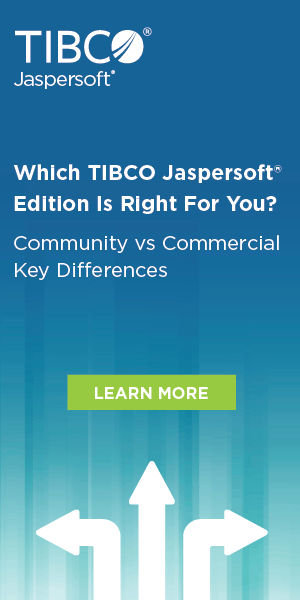 TIBCO®
Jaspersoft®
Which TIBCO Jaspersoft®
Edition Is Right For You?
Community vs Commercial
Key Differences
LEARN MORE